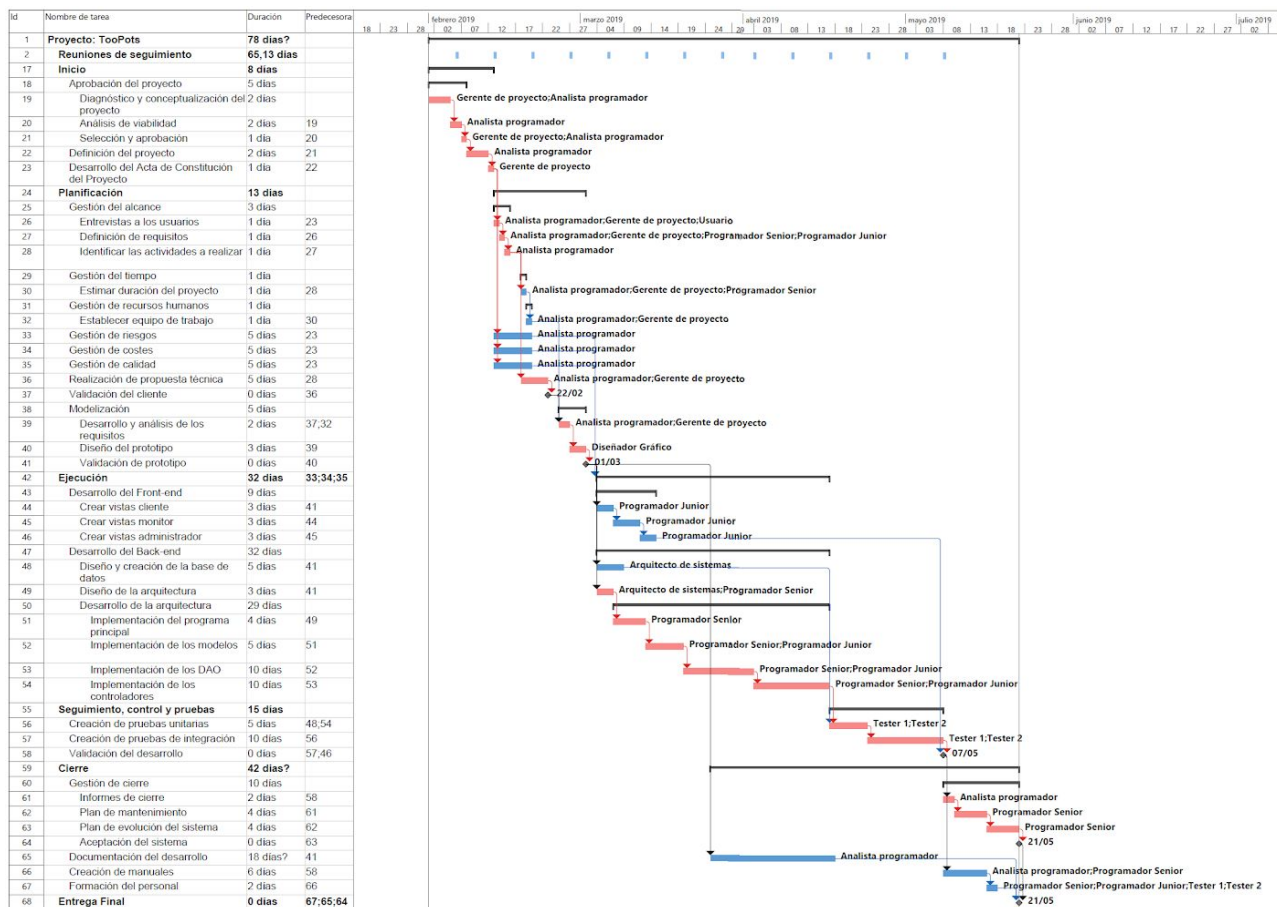 Id Nombre de tarea Duración Predecesora
febrero 2019 marzo 2019 abril 2019 mayo 2019 junio 2019 julio 2019
18 23 28 02 07 12 17 22 27 04 09 14 19 24 29 03 08 13 18 23 28 03 08 13 18 23 28 02 07 12 17 22 27 02
1 Proyecto: TooPots 78 días?
2 Reuniones de seguimiento 65,13 días
17 Inicio 8 días
18 Aprobación del proyecto 5 días
19 Diagnóstico y conceptualización del proyecto 2 días Gerente de proyecto;Analista programador
20 Análisis de viabilidad 2 días 19 Analista programador
21 Selección y aprobación 1 día 20 Gerente de proyecto;Analista programador
22 Definición del proyecto 2 días 21 Analista programador
23 Desarrollo del Acta de Constitución del Proyecto 1 día 22 Gerente de proyecto
24 Planificación 13 días
25 Gestión del alcance 3 días
26 Entrevistas a los usuarios 1 día 23 Analista programador;Gerente de proyecto;Usuario
27 Definición de requisitos 1 día 26 Analista programador;Gerente de proyecto;Programador Senior;Programador Junior
28 Identificar las actividades a realizar 1 día 27 Analista programador
29 Gestión del tiempo 1 día
30 Estimar duración del proyecto 1 día 28 Analista programador;Gerente de proyecto;Programador Senior
31 Gestión de recursos humanos 1 día
32 Establecer equipo de trabajo 1 día 30 Analista programador;Gerente de proyecto
33 Gestión de riesgos 5 días 23 Analista programador
34 Gestión de costes 5 días 23 Analista programador
35 Gestión de calidad 5 días 23 Analista programador
36 Realización de propuesta técnica 5 días 28 Analista programador;Gerente de proyecto
37 Validación del cliente 0 días 36 22/02
38 Modelización 5 días
39 Desarrollo y análisis de los requisitos 2 días 37,32 Analista programador;Gerente de proyecto
40 Diseño del prototipo 3 días 39 Diseñador Gráfico
41 Validación de prototipo 0 días 40 01/03
42 Ejecución 32 días 33;34;35
43 Desarrollo del Front-end 9 días
44 Crear vistas cliente 3 días 41 Programador Junior
45 Crear vistas monitor 3 días 44 Programador Junior
46 Crear vistas administrador 3 días 45 Programador Junior
47 Desarrollo del Back-end 32 días
48 Diseño y creación de la base de datos 5 días 41 Arquitecto de sistemas
49 Diseño de la arquitectura 3 días 41 Arquitecto de sistemas;Programador Senior
50 Desarrollo de la arquitectura 29 días
51 Implementación del programa principal 4 días 49 Programador Senior
52 Implementación de los modelos 5 días 51 Programador Senior;Programador Junior
53 Implementación de los DAO 10 días 52 Programador Senior;Programador Junior
54 Implementación de los controladores 10 días 53 Programador Senior;Programador Junior
55 Seguimiento, control y pruebas 15 días
56 Creación de pruebas unitarias 5 días 48;54 Tester 1;Tester 2
57 Creación de pruebas de integración 10 días 56 Tester 1;Tester 2
58 Validación del desarrollo 0 días 57;46 07/05
59 Cierre 42 días?
60 Gestión de cierre 10 días
61 Informes de cierre 2 días 58 Analista programador
62 Plan de mantenimiento 4 días 61 Programador Senior
63 Plan de evolución del sistema 4 días 62 Programador Senior
64 Aceptación del sistema 0 días 63 21/05
65 Documentación del desarrollo 18 días? 41 Analista programador
66 Creación de manuales 6 días 58 Analista programador;Programador Senior
67 Formación del personal 2 días 66 Programador Senior;Programador Junior;Tester 1;Tester 2
68 Entrega Final 0 días 67;65;64 21/05